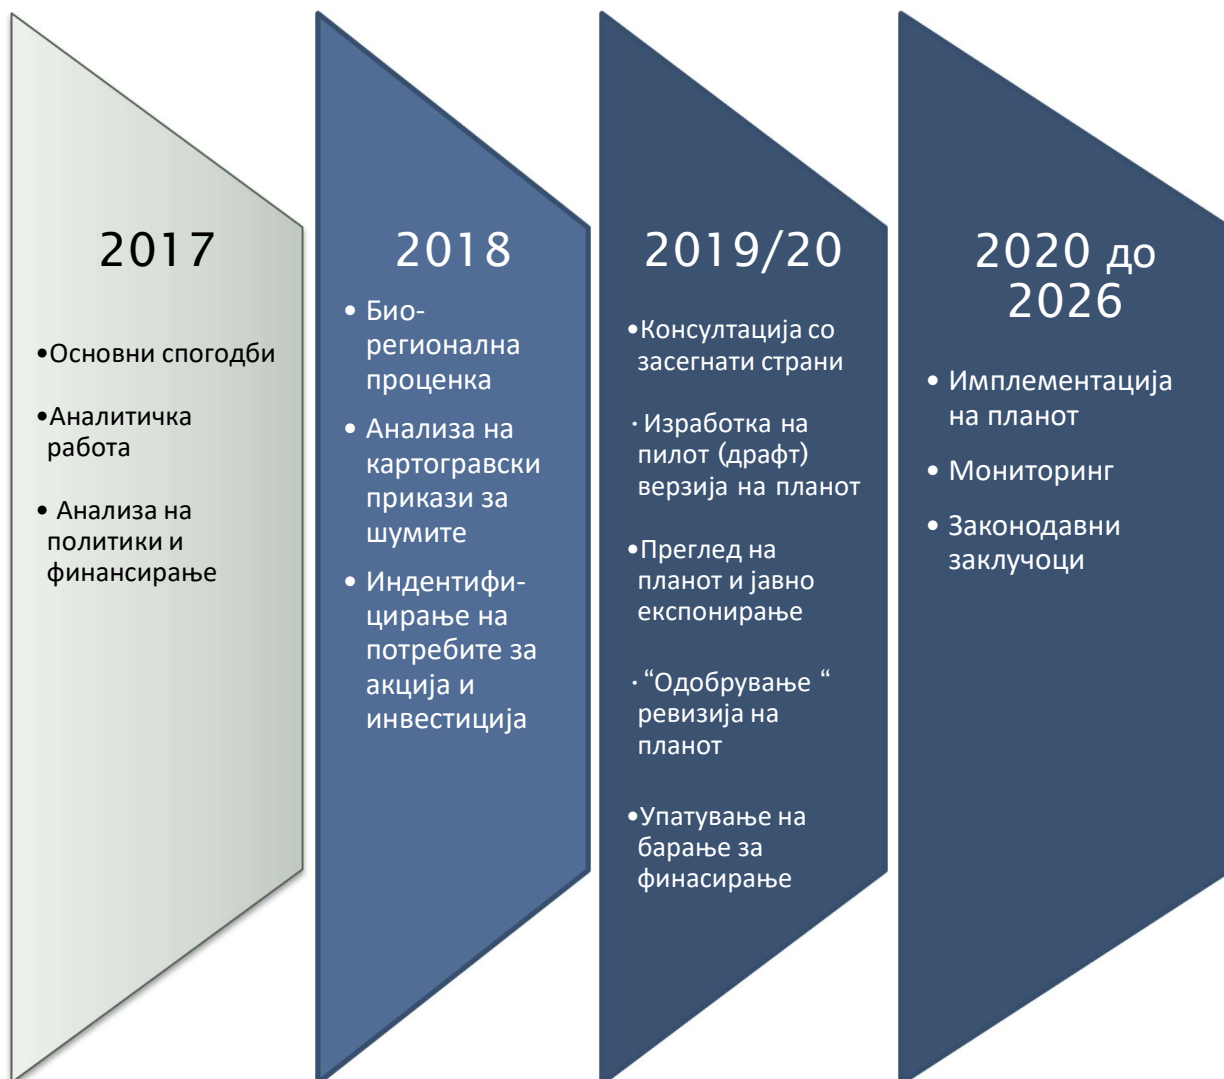 2017
•Основни спогодби
•Аналитичка
работа
• Анализа на
политики и
финансирање
2018
• Био-
регионална
проценка
• Анализа на
картогравски
прикази за
шумите
• Индентифи-
цирање на
потребите за
акција и
инвестиција
2019/20
•Консултација со
засегнати страни
· Изработка на
пилот (драфт)
верзија на планот
•Преглед на
планот и јавно
експонирање
· “Одобрување “
ревизија на
планот
•Упатување на
барање за
финасирање
2020 до
2026
• Имплементација
на планот
• Мониторинг
• Законодавни
заклучоци